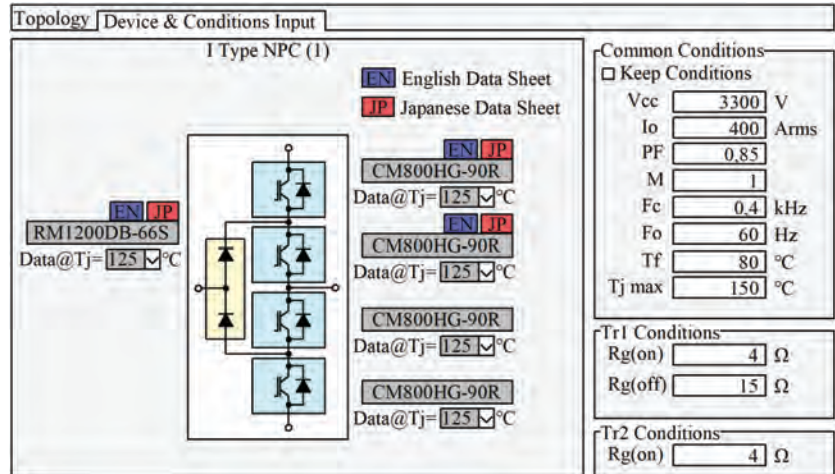 Topology Device & Conditions Input
I Type NPC (1)
EN English Data Sheet
JP Japanese Data Sheet
EN JP
CM800HG-90R
Data@Tj= 125 °C
EN JP
RM1200DB-66S
Data@Tj= 125 °C
EN JP
CM800HG-90R
Data@Tj= 125 °C
CM800HG-90R
Data@Tj= 125 °C
CM800HG-90R
Data@Tj= 125 °C
Common Conditions
Keep Conditions
Vcc 3300 V
Io 400 Arms
PF 0,85
M 1
Fc 0,4 kHz
Fo 60 Hz
Tf 80 °C
Tj max 150 °C
Tr1 Conditions
Rg(on) 4 Ω
Rg(off) 15 Ω
Tr2 Conditions
Rg(on) 4 Ω